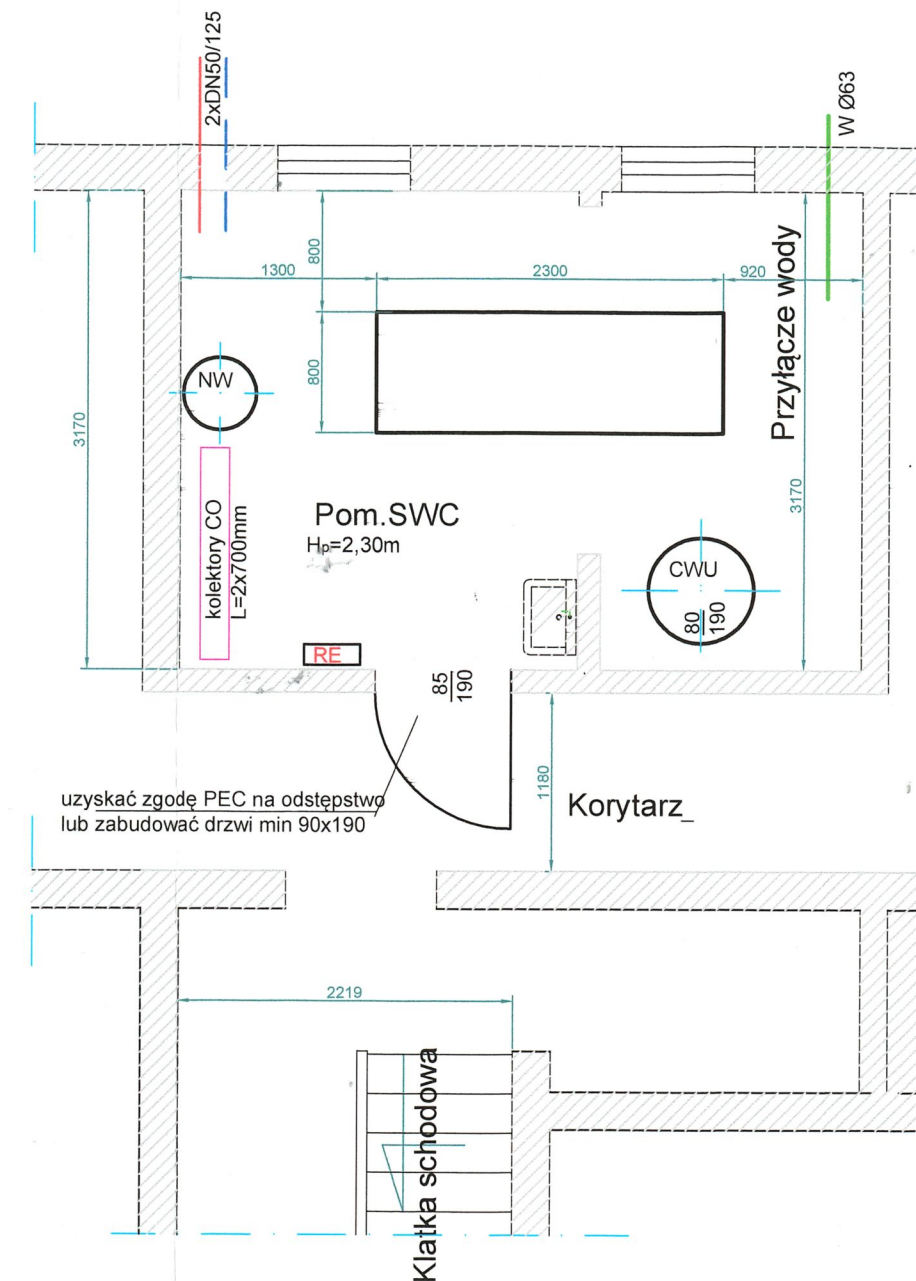 2xDN50/125
W Ø63
800
1300
2300
920
Przyłącze wody
NW
800
3170
3170
kolektory CO
L=2x700mm
Pom.SWC
Hp=2,30m
CWU
80
190
RE
85
190
uzyskać zgodę PEC na odstępstwo
lub zabudować drzwi min 90x190
1180
Korytarz_
2219
Klatka schodowa